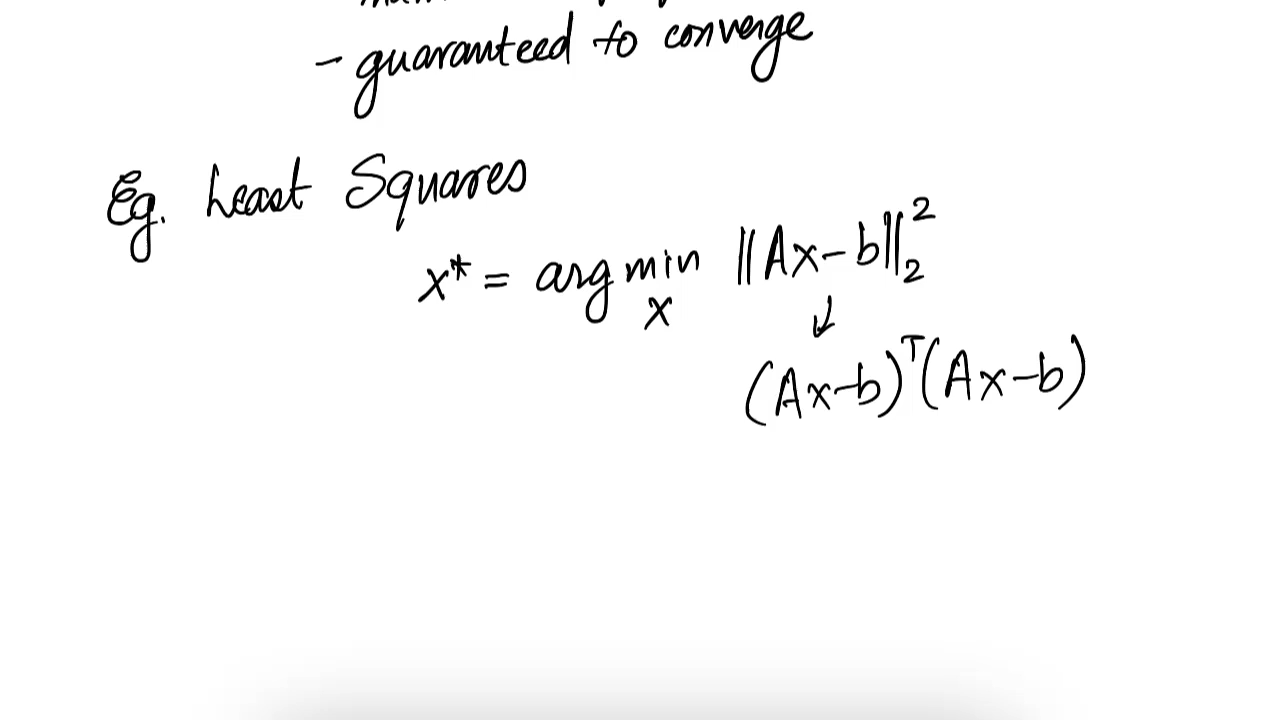 - guaranteed to converge
Eg. Least Squares
x* = arg min ||Ax-b||₂²
x
↓
(Ax-b)ᵀ(Ax-b)